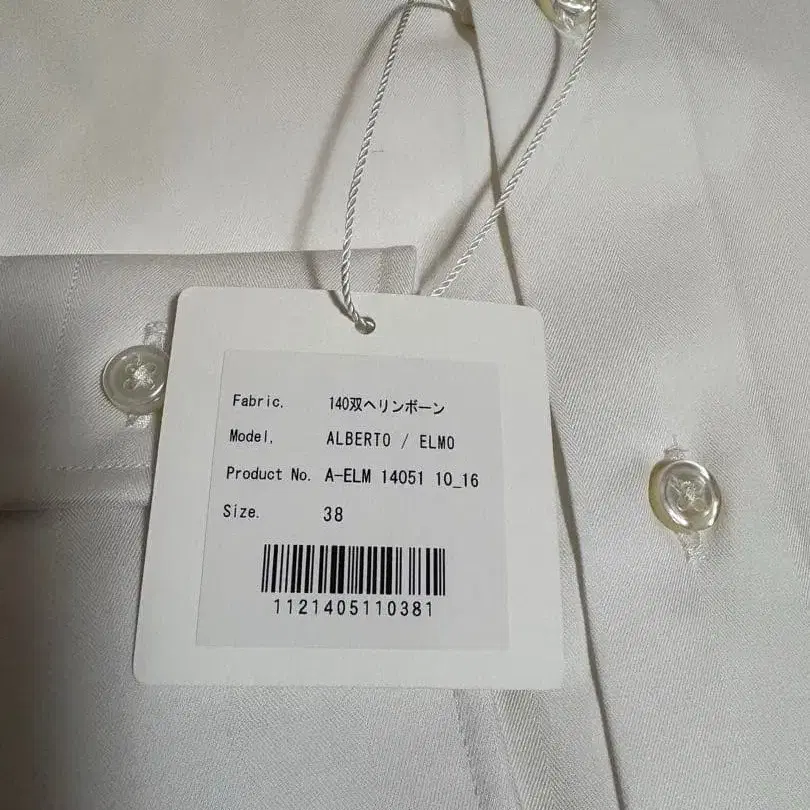 Fabric. 140双ヘリンボーン
Model. ALBERTO / ELMO
Product No. A-ELM 14051 10_16
Size. 38
1121405110381